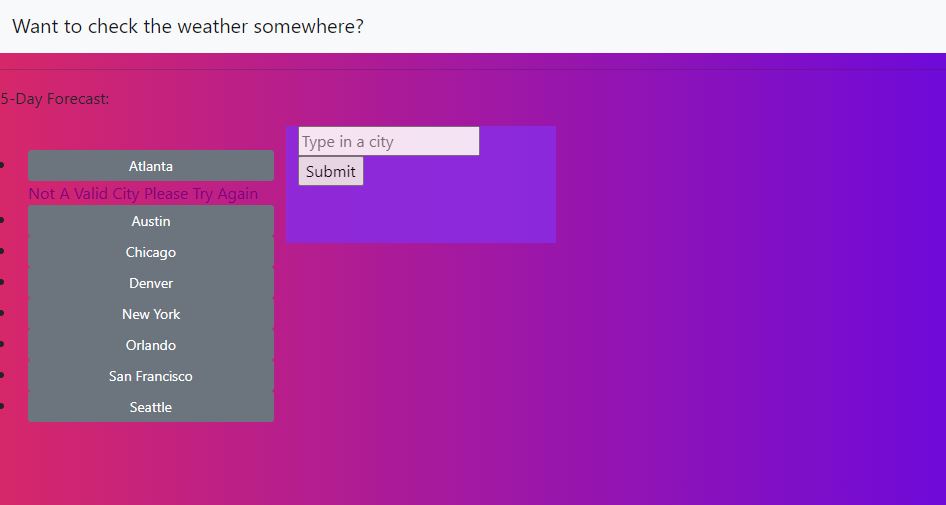 Want to check the weather somewhere?
5-Day Forecast:
Type in a city
Submit
Atlanta
Not A Valid City Please Try Again
Austin
Chicago
Denver
New York
Orlando
San Francisco
Seattle